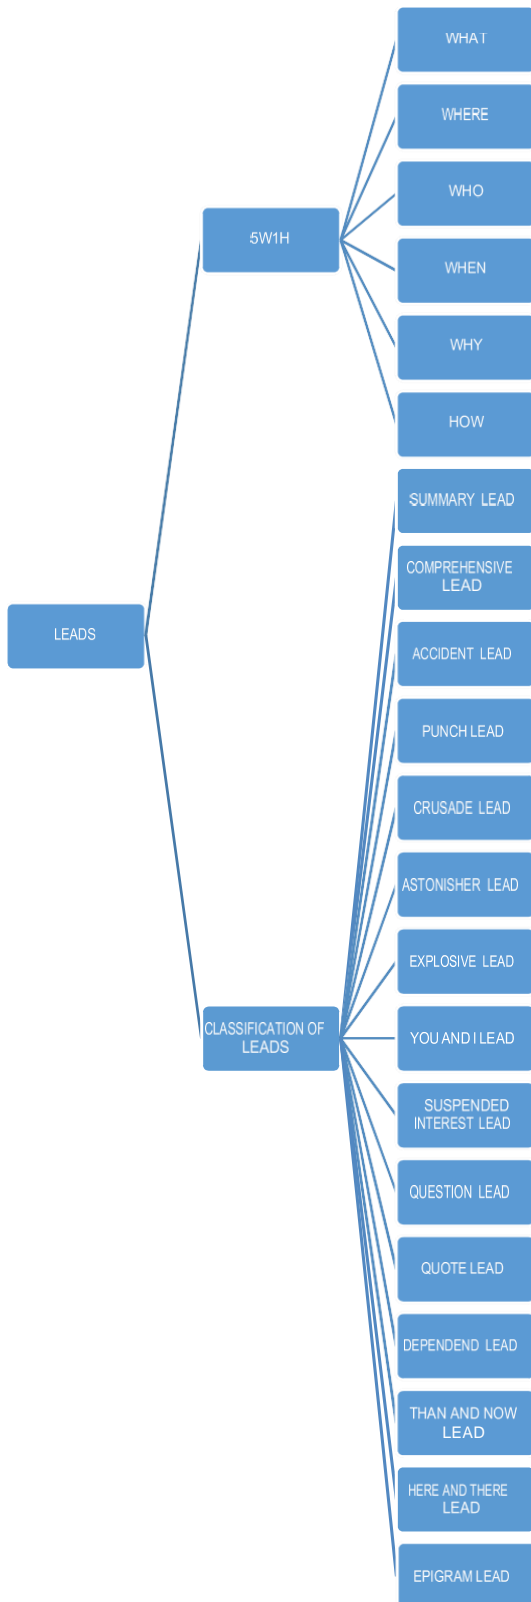 LEADS
5W1H
WHAT
WHERE
WHO
WHEN
WHY
HOW
CLASSIFICATION OF
LEADS
SUMMARY LEAD
COMPREHENSIVE
LEAD
ACCIDENT LEAD
PUNCH LEAD
CRUSADE LEAD
ASTONISHER LEAD
EXPLOSIVE LEAD
YOU AND I LEAD
SUSPENDED
INTEREST LEAD
QUESTION LEAD
QUOTE LEAD
DEPENDEND LEAD
THAN AND NOW
LEAD
HERE AND THERE
LEAD
EPIGRAM LEAD